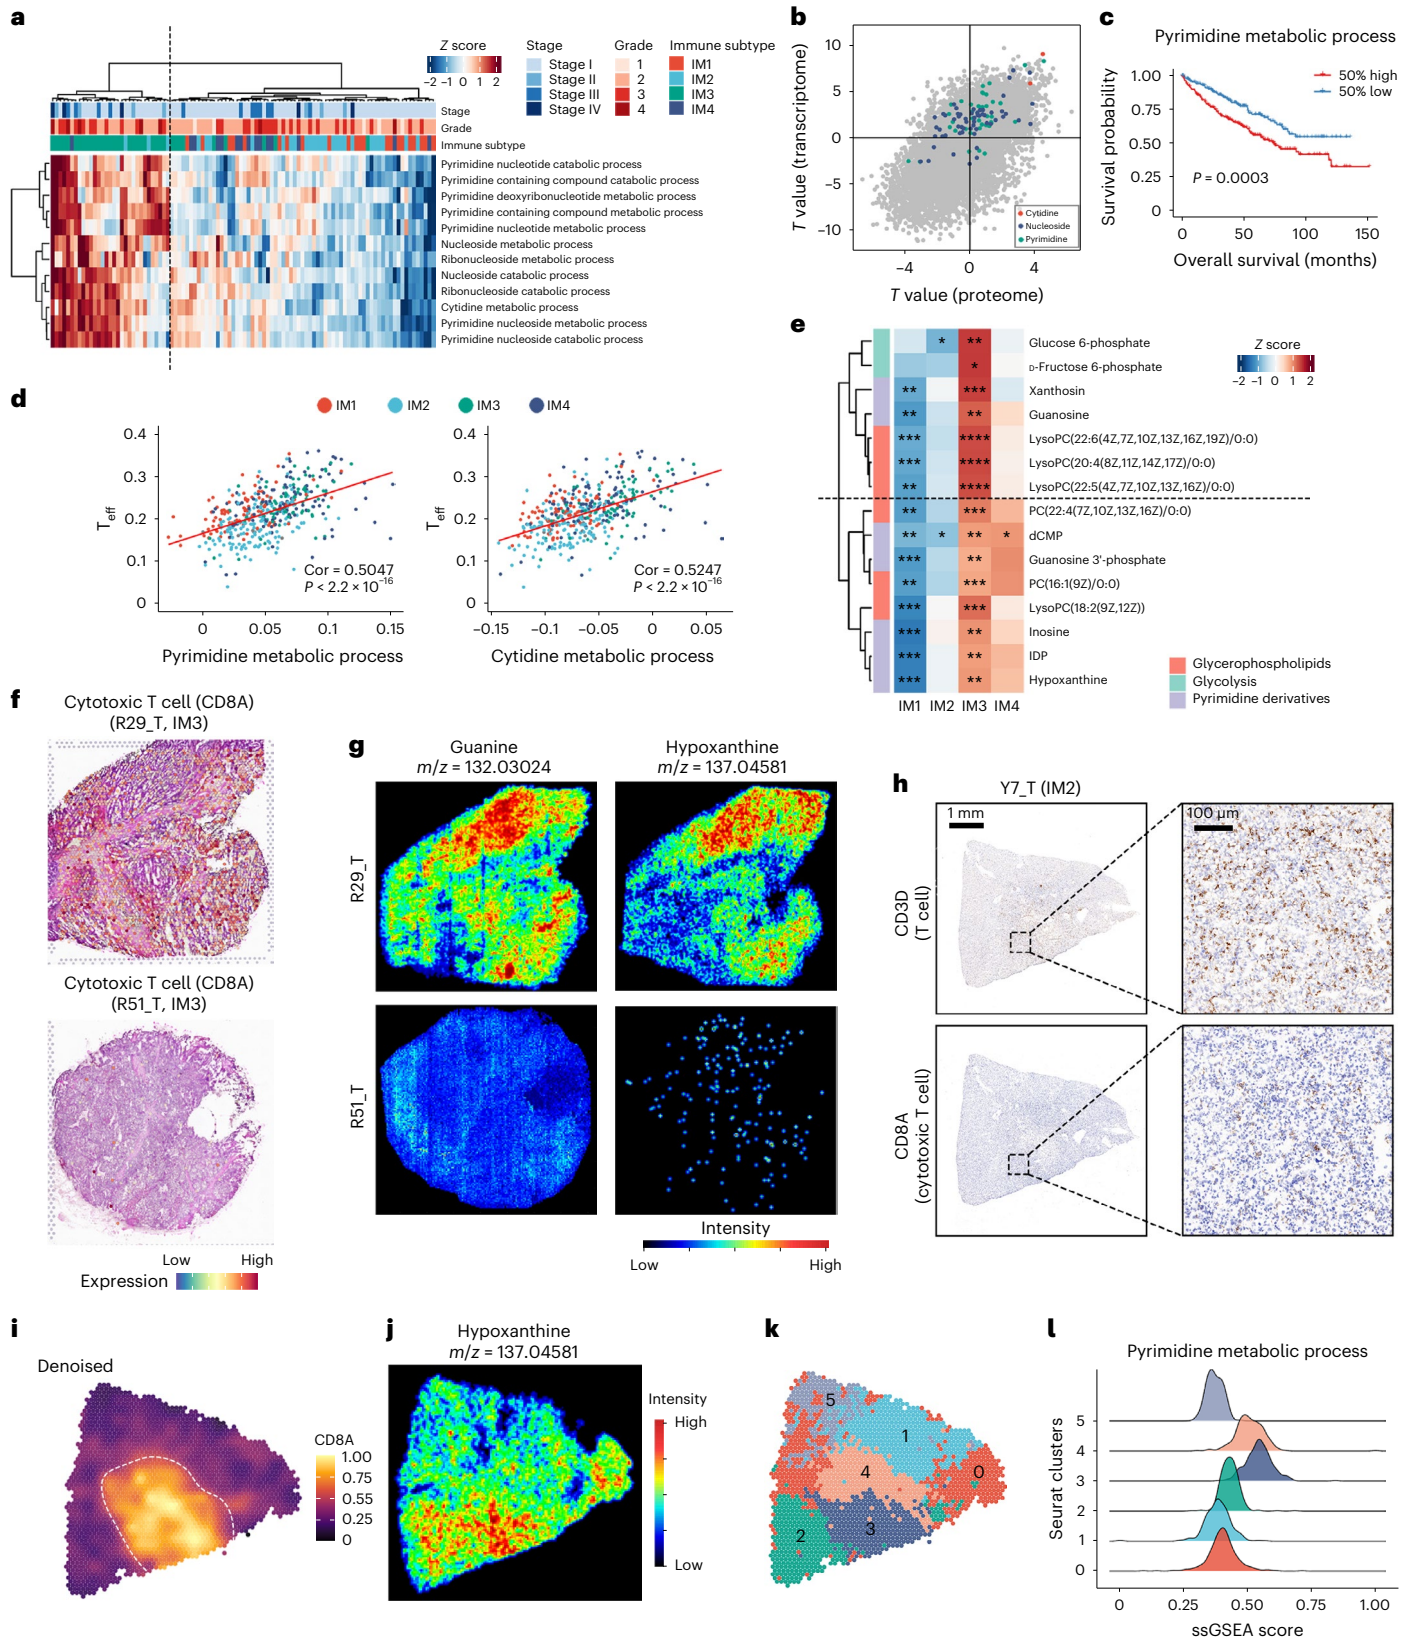 a
Z score
−2 −1 0 1 2
Stage
Stage I
Stage II
Stage III
Stage IV
Grade
1
2
3
4
Immune subtype
IM1
IM2
IM3
IM4
Stage
Grade
Immune subtype
Pyrimidine nucleotide catabolic process
Pyrimidine containing compound catabolic process
Pyrimidine deoxyribonucleotide metabolic process
Pyrimidine containing compound metabolic process
Pyrimidine nucleotide metabolic process
Nucleoside metabolic process
Ribonucleoside metabolic process
Nucleoside catabolic process
Ribonucleoside catabolic process
Cytidine metabolic process
Pyrimidine nucleoside metabolic process
Pyrimidine nucleoside catabolic process
b
T value (transcriptome)
10
5
0
−5
−10
−4 0 4
T value (proteome)
Cytidine
Nucleoside
Pyrimidine
c
Pyrimidine metabolic process
Survival probability
1.00
0.75
0.50
0.25
0
50% high
50% low
P = 0.0003
0 50 100 150
Overall survival (months)
d
IM1 IM2 IM3 IM4
Teff
0.4
0.3
0.2
0.1
0
Cor = 0.5047
P < 2.2 × 10−16
0 0.05 0.10 0.15
Pyrimidine metabolic process
Teff
0.4
0.3
0.2
0.1
0
Cor = 0.5247
P < 2.2 × 10−16
−0.15 −0.1 −0.05 0 0.05
Cytidine metabolic process
e
Z score
−2 −1 0 1 2
* ** Glucose 6-phosphate
* D-Fructose 6-phosphate
** *** Xanthosin
** ** Guanosine
*** **** LysoPC(22:6(4Z,7Z,10Z,13Z,16Z,19Z)/0:0)
*** **** LysoPC(20:4(8Z,11Z,14Z,17Z)/0:0)
** **** LysoPC(22:5(4Z,7Z,10Z,13Z,16Z)/0:0)
** *** PC(22:4(7Z,10Z,13Z,16Z)/0:0)
** * ** * dCMP
*** ** Guanosine 3'-phosphate
** *** PC(16:1(9Z)/0:0)
*** *** LysoPC(18:2(9Z,12Z))
*** ** Inosine
*** ** IDP
*** ** Hypoxanthine
IM1 IM2 IM3 IM4
Glycerophospholipids
Glycolysis
Pyrimidine derivatives
f
Cytotoxic T cell (CD8A)
(R29_T, IM3)
Cytotoxic T cell (CD8A)
(R51_T, IM3)
Low High
Expression
g
Guanine
m/z = 132.03024
Hypoxanthine
m/z = 137.04581
R29_T
R51_T
Intensity
Low High
h
Y7_T (IM2)
1 mm
100 µm
CD3D
(T cell)
CD8A
(cytotoxic T cell)
i
Denoised
CD8A
1.00
0.75
0.50
0.25
0
j
Hypoxanthine
m/z = 137.04581
Intensity
High
Low
k
5
1
4
0
2
3
l
Pyrimidine metabolic process
Seurat clusters
5
4
3
2
1
0
0 0.25 0.50 0.75 1.00
ssGSEA score